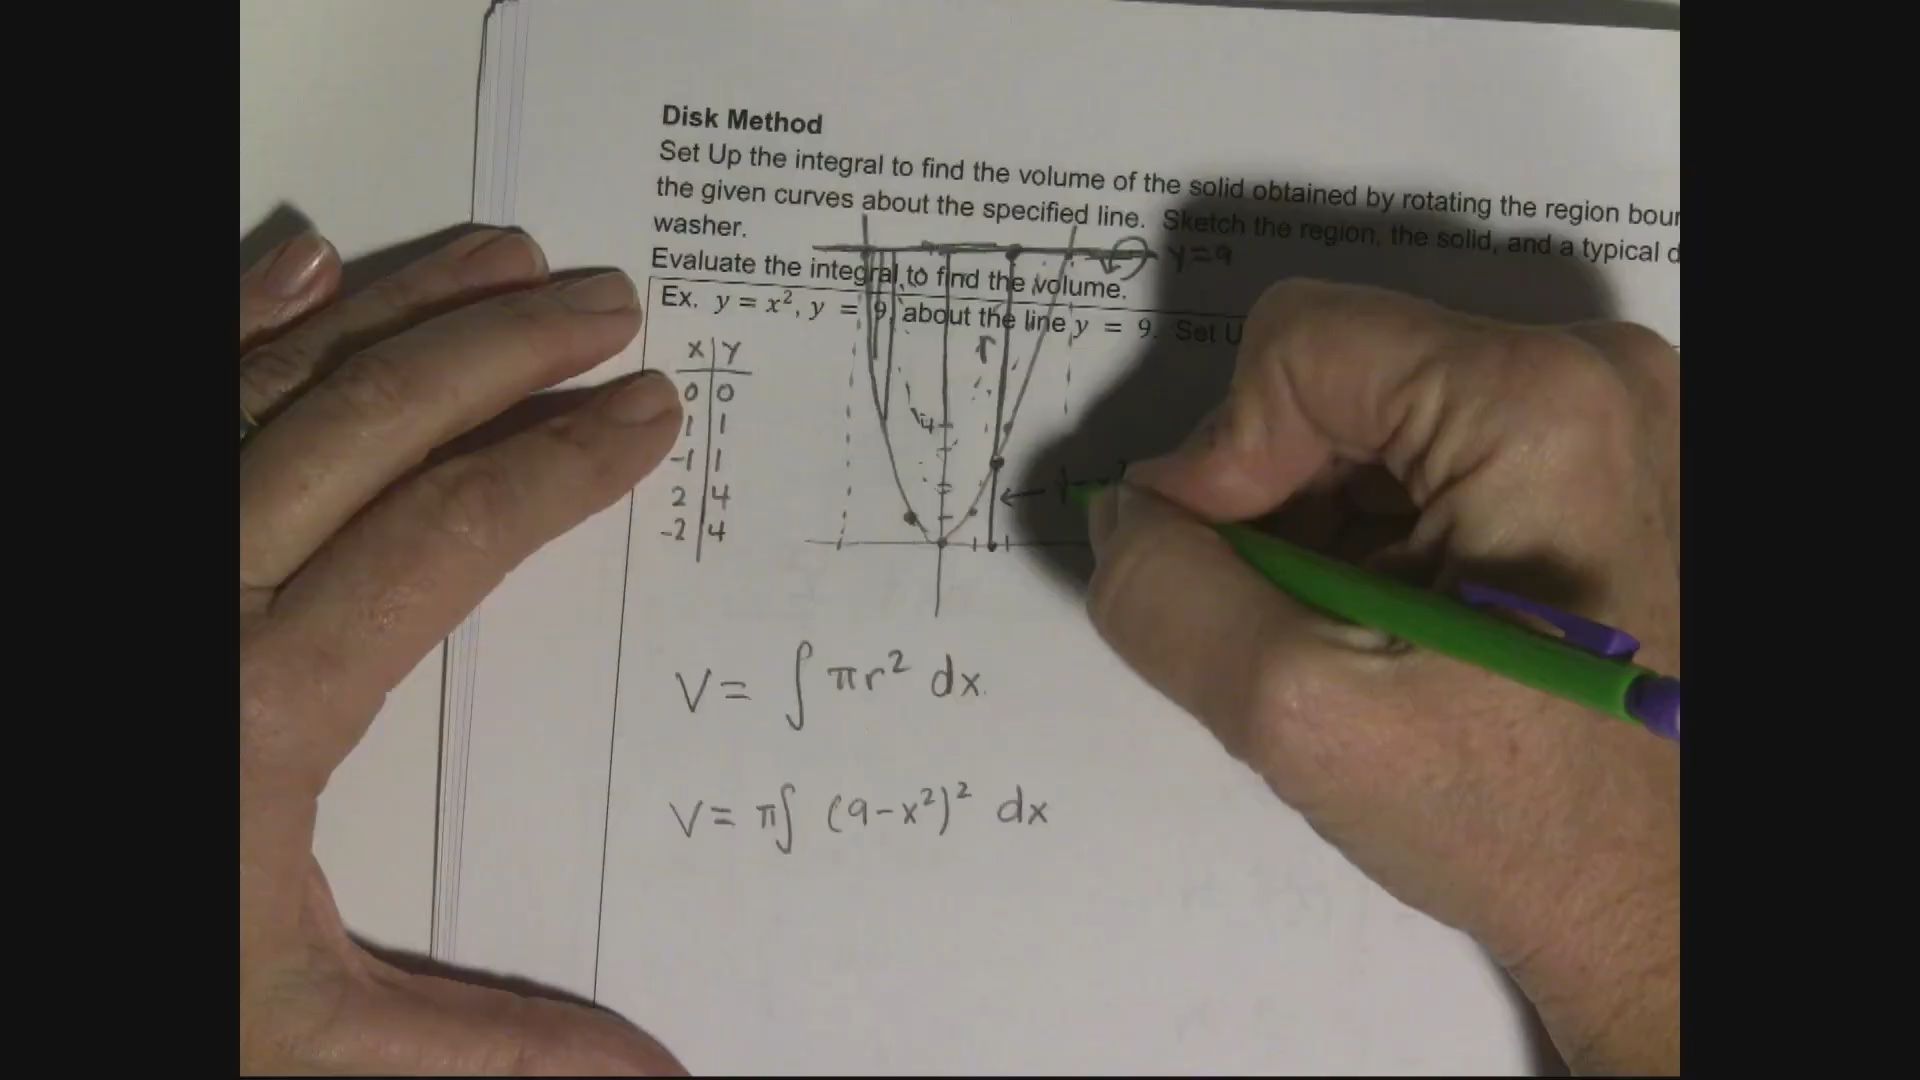 Disk Method
Set Up the integral to find the volume of the solid obtained by rotating the region
the given curves about the specified line. Sketch the region, the solid, and a typical
washer.
y=9
Evaluate the integral to find the volume.
Ex. y = x², y = 9, about the line y = 9. Set
x y
r
0 0
1 1
4
-1 1
2 4
-2 4
V = ∫ πr² dx
V = π∫ (9-x²)² dx